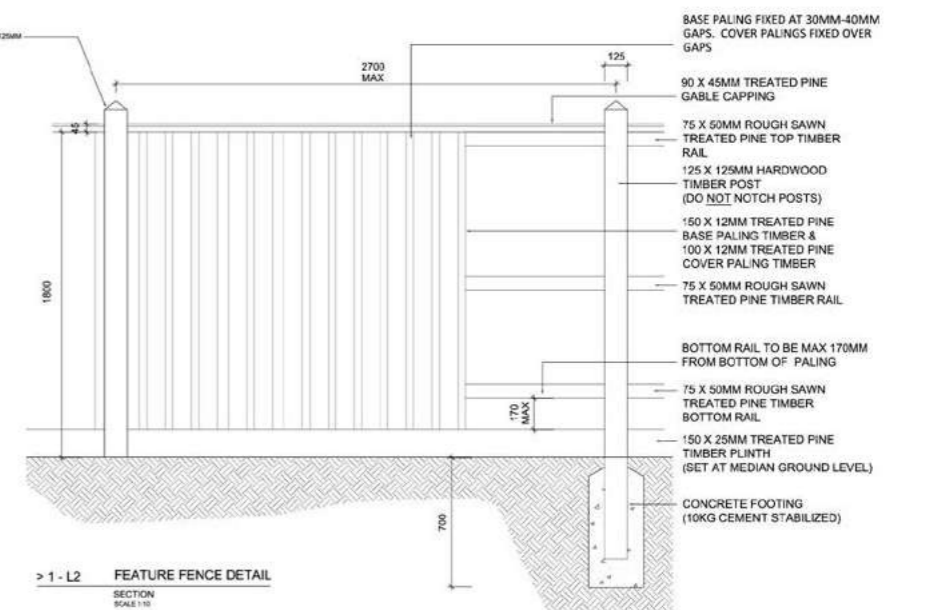 BASE PALING FIXED AT 30MM-40MM
GAPS. COVER PALINGS FIXED OVER
GAPS
125MM
125
2700
MAX
90 X 45MM TREATED PINE
GABLE CAPPING
45
75 X 50MM ROUGH SAWN
TREATED PINE TOP TIMBER
RAIL
125 X 125MM HARDWOOD
TIMBER POST
(DO NOT NOTCH POSTS)
150 X 12MM TREATED PINE
BASE PALING TIMBER &
100 X 12MM TREATED PINE
COVER PALING TIMBER
1800
75 X 50MM ROUGH SAWN
TREATED PINE TIMBER RAIL
BOTTOM RAIL TO BE MAX 170MM
FROM BOTTOM OF PALING
170
MAX
75 X 50MM ROUGH SAWN
TREATED PINE TIMBER
BOTTOM RAIL
150 X 25MM TREATED PINE
TIMBER PLINTH
(SET AT MEDIAN GROUND LEVEL)
700
CONCRETE FOOTING
(10KG CEMENT STABILIZED)
> 1 - L2 FEATURE FENCE DETAIL
SECTION
SCALE 1:10